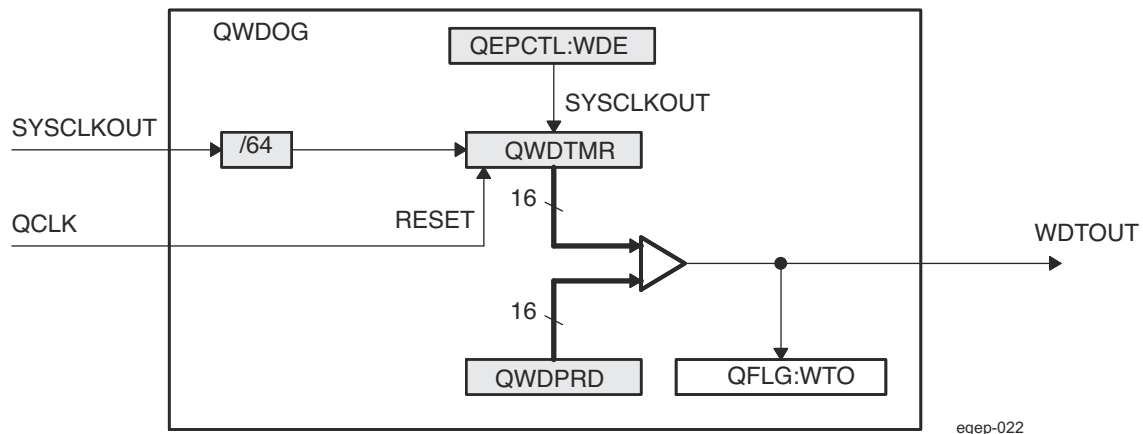 QWDOG
QEPCTL:WDE
SYSCLKOUT
SYSCLKOUT
/64
QWDTMR
16
RESET
QCLK
WDTOUT
16
QWDPRD
QFLG:WTO
eqep-022